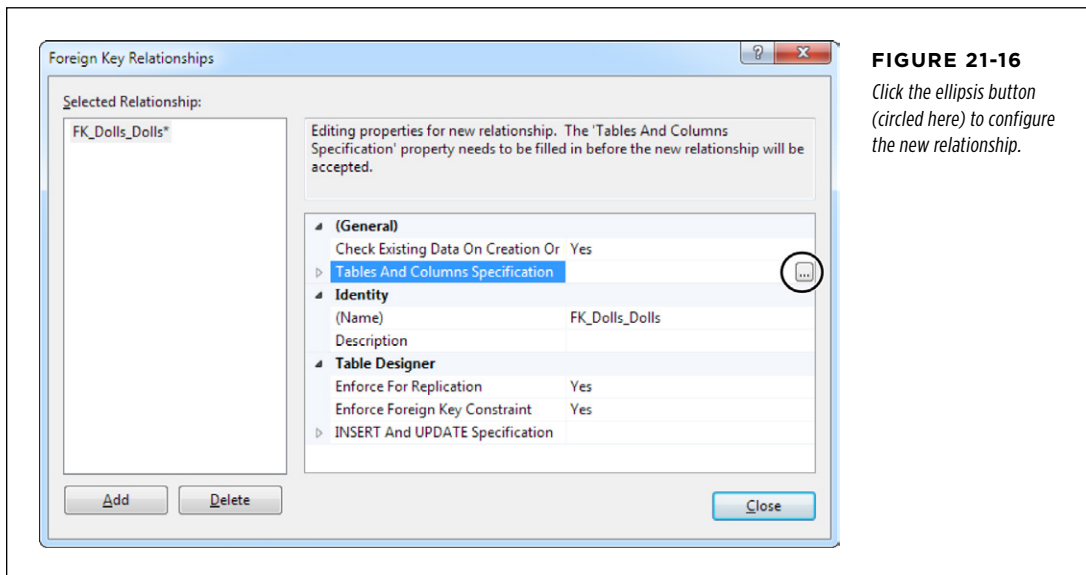 Foreign Key Relationships
?
Selected Relationship:
FK_Dolls_Dolls*
Editing properties for new relationship. The 'Tables And Columns
Specification' property needs to be filled in before the new relationship will be
accepted.
(General)
Check Existing Data On Creation Or Yes
Tables And Columns Specification ...
Identity
(Name) FK_Dolls_Dolls
Description
Table Designer
Enforce For Replication Yes
Enforce Foreign Key Constraint Yes
INSERT And UPDATE Specification
Add Delete
Close
FIGURE 21-16
Click the ellipsis button
(circled here) to configure
the new relationship.